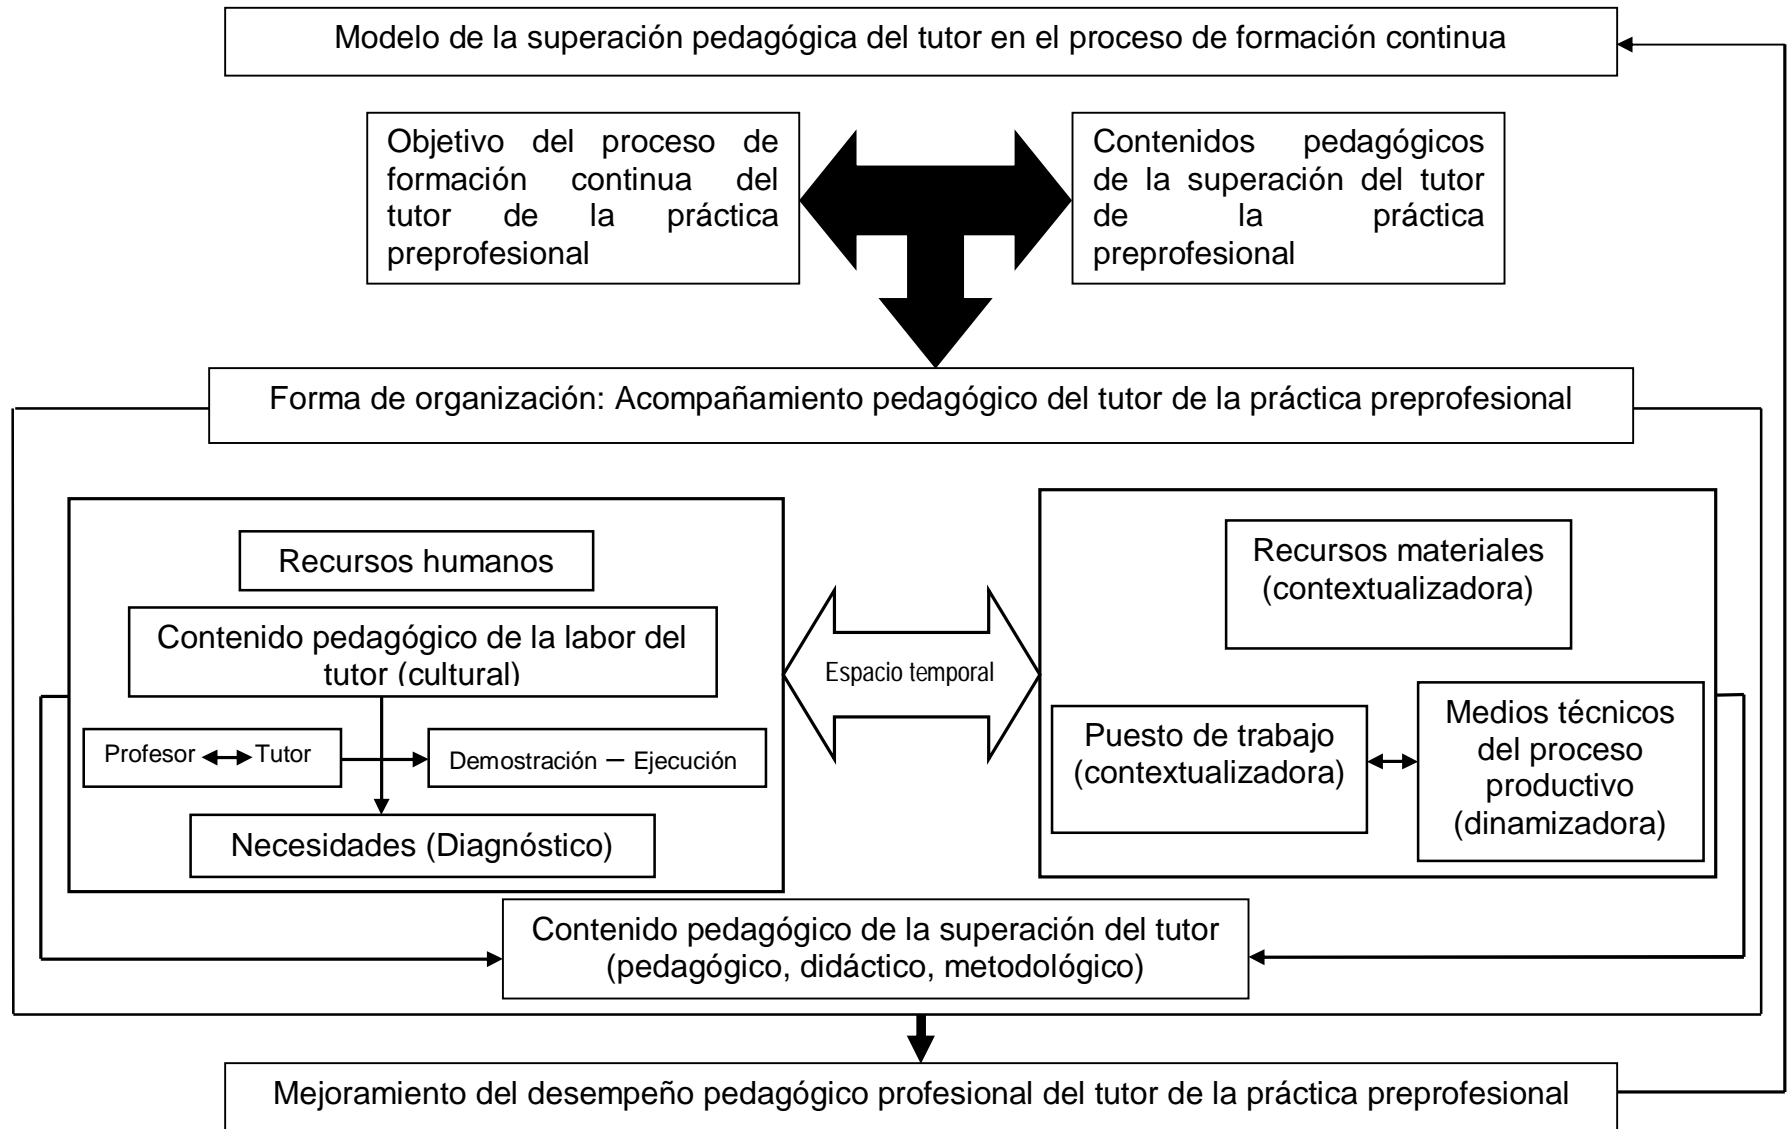 Modelo de la superación pedagógica del tutor en el proceso de formación continua
Objetivo del proceso de
formación continua del
tutor de la práctica
preprofesional
Contenidos pedagógicos
de la superación del tutor
de la práctica
preprofesional
Forma de organización: Acompañamiento pedagógico del tutor de la práctica preprofesional
Recursos humanos
Contenido pedagógico de la labor del
tutor (cultural)
Profesor Tutor
Demostración – Ejecución
Necesidades (Diagnóstico)
Espacio temporal
Recursos materiales
(contextualizadora)
Puesto de trabajo
(contextualizadora)
Medios técnicos
del proceso
productivo
(dinamizadora)
Contenido pedagógico de la superación del tutor
(pedagógico, didáctico, metodológico)
Mejoramiento del desempeño pedagógico profesional del tutor de la práctica preprofesional